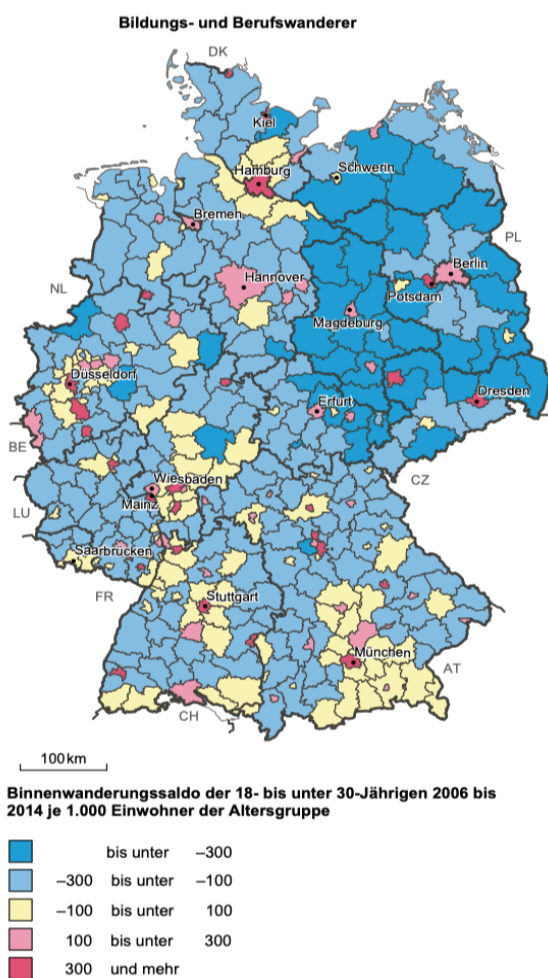 Bildungs- und Berufswanderer
DK
Kiel
Hamburg
Schwerin
Bremen
PL
Berlin
NL
Hannover
Potsdam
Magdeburg
Düsseldorf
Erfurt
Dresden
BE
CZ
Wiesbaden
LU
Mainz
Saarbrücken
FR
Stuttgart
München
AT
CH
100 km
Binnenwanderungssaldo der 18- bis unter 30-Jährigen 2006 bis
2014 je 1.000 Einwohner der Altersgruppe
bis unter –300
–300 bis unter –100
–100 bis unter 100
100 bis unter 300
300 und mehr